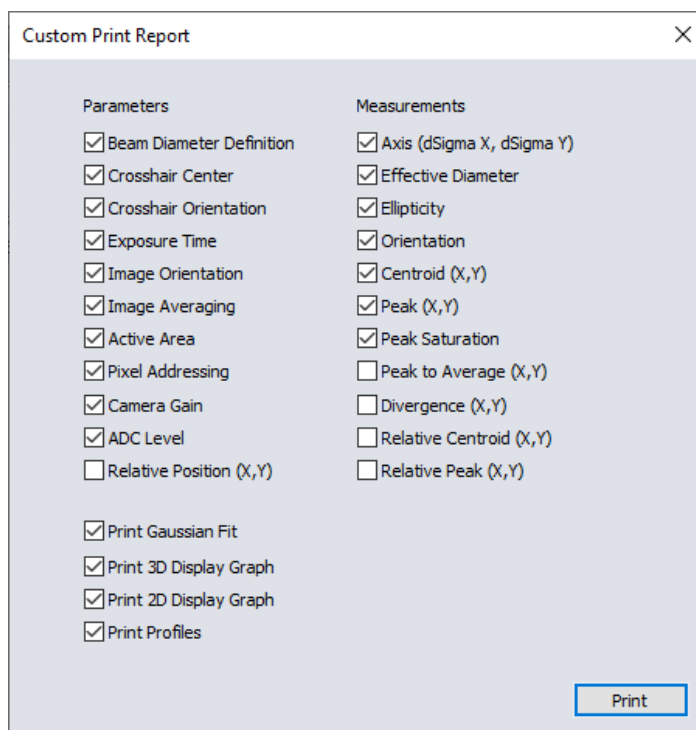 Custom Print Report
Parameters
Beam Diameter Definition
Crosshair Center
Crosshair Orientation
Exposure Time
Image Orientation
Image Averaging
Active Area
Pixel Addressing
Camera Gain
ADC Level
Relative Position (X,Y)
Measurements
Axis (dSigma X, dSigma Y)
Effective Diameter
Ellipticity
Orientation
Centroid (X,Y)
Peak (X,Y)
Peak Saturation
Peak to Average (X,Y)
Divergence (X,Y)
Relative Centroid (X,Y)
Relative Peak (X,Y)
Print Gaussian Fit
Print 3D Display Graph
Print 2D Display Graph
Print Profiles
Print